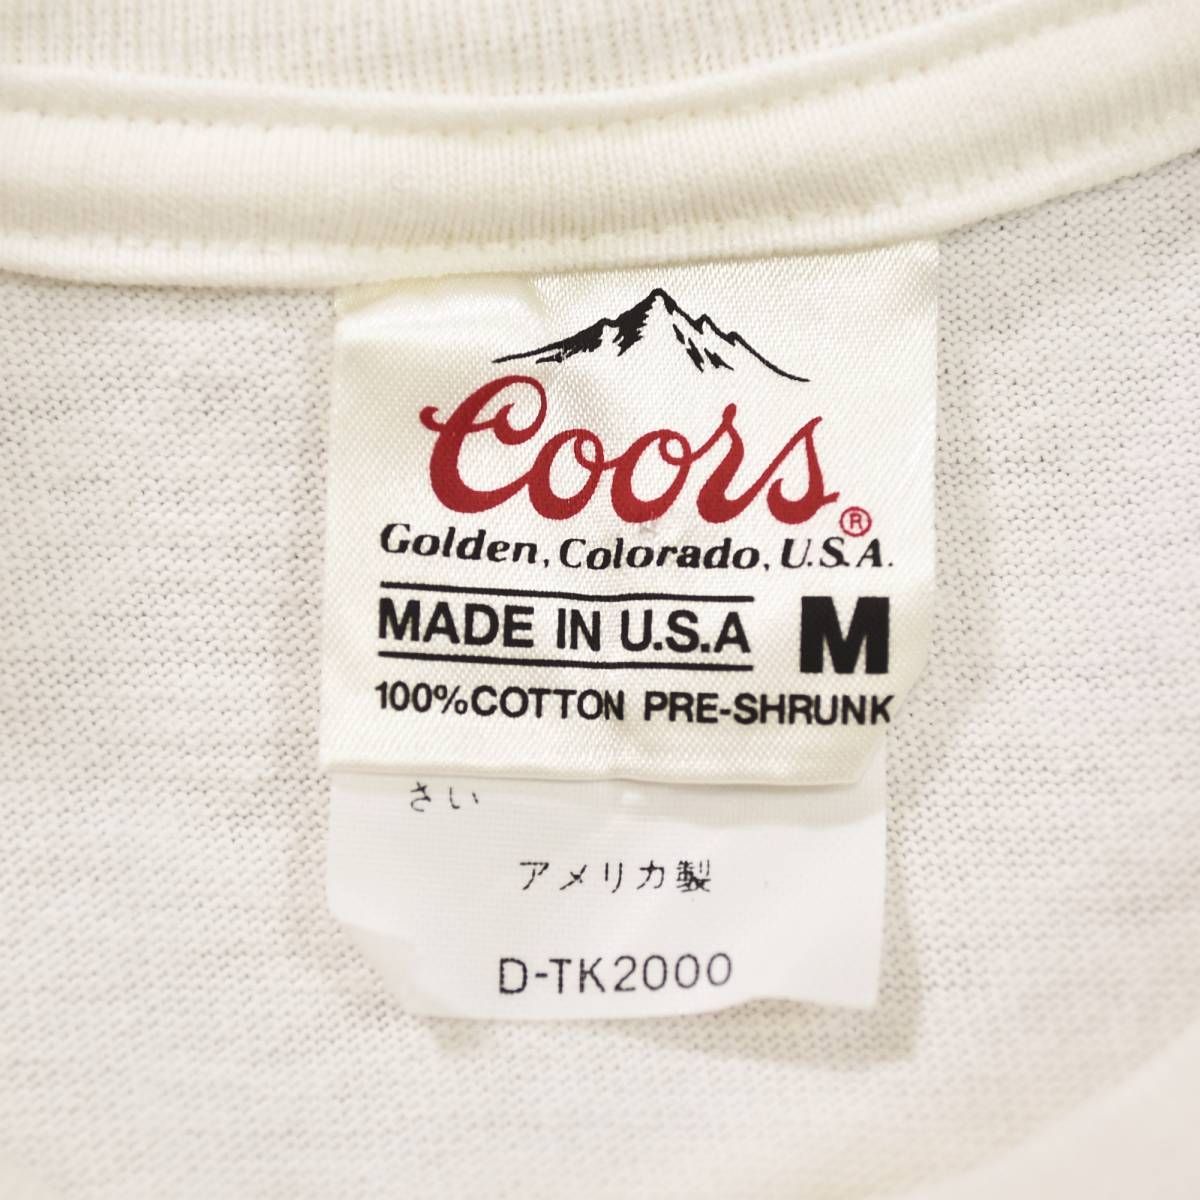 Coors®
Golden, Colorado, U.S.A.
MADE IN U.S.A M
100%COTTON PRE-SHRUNK
さい
アメリカ製
D-TK2000